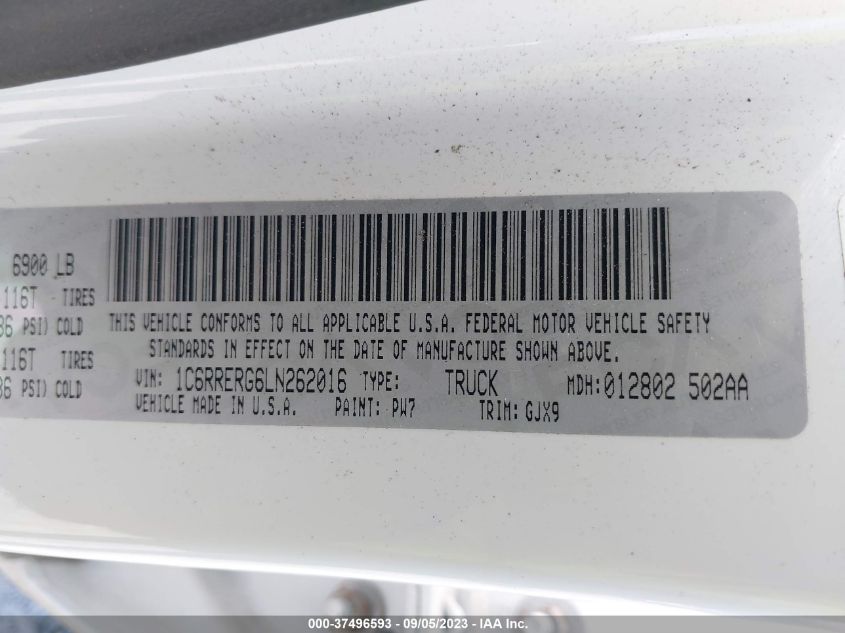 6900 LB
116T TIRES
36 PSI) COLD
116T TIRES
36 PSI) COLD
THIS VEHICLE CONFORMS TO ALL APPLICABLE U.S.A. FEDERAL MOTOR VEHICLE SAFETY
STANDARDS IN EFFECT ON THE DATE OF MANUFACTURE SHOWN ABOVE.
VIN: 1C6RRERG6LN262016 TYPE: TRUCK MDH:012802 502AA
VEHICLE MADE IN U.S.A. PAINT: PW7 TRIM: GJX9
000-37496593 - 09/05/2023 - IAA Inc.